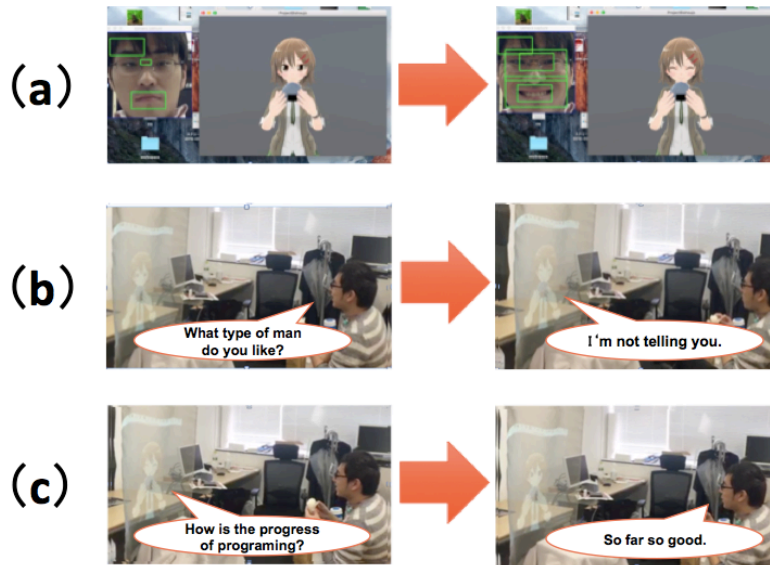 (a)
(b)
What type of man
do you like?
I'm not telling you.
(c)
How is the progress
of programing?
So far so good.